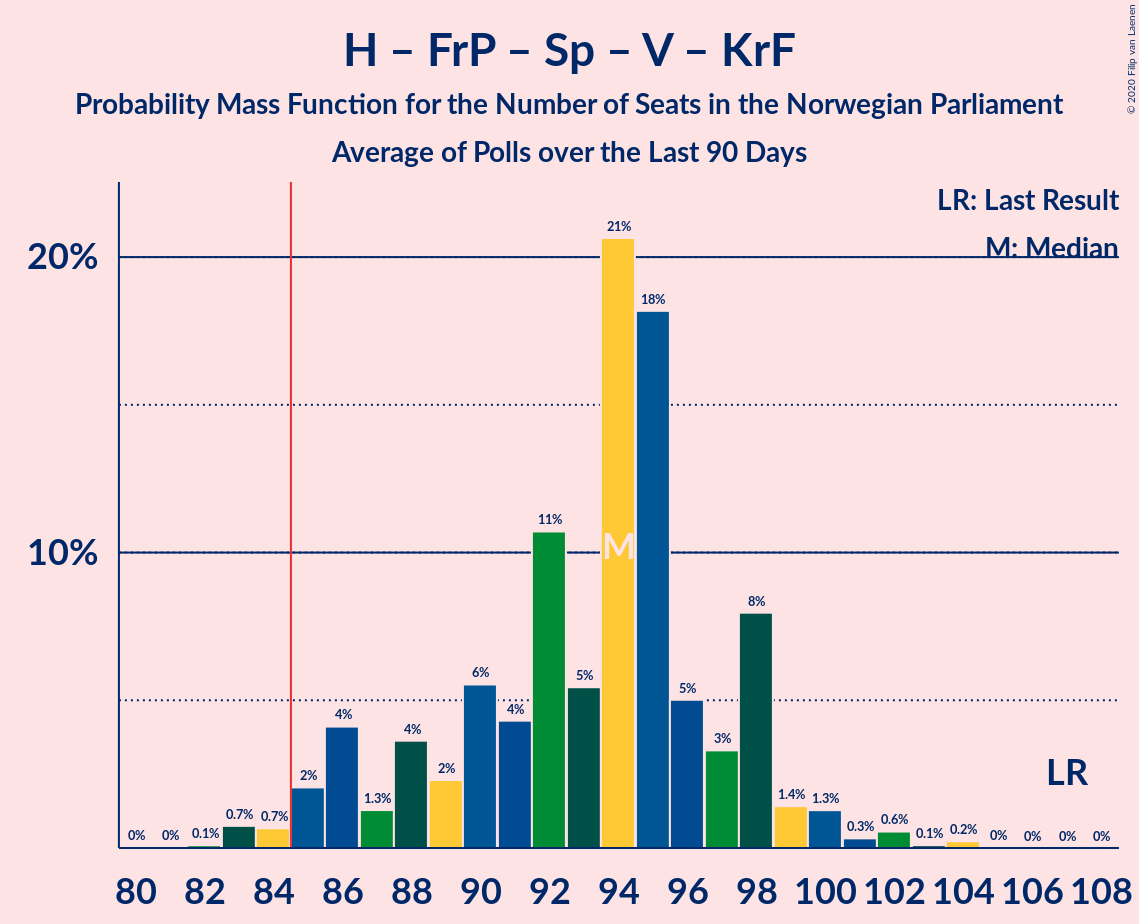 H – FrP – Sp – V – KrF
Probability Mass Function for the Number of Seats in the Norwegian Parliament
Average of Polls over the Last 90 Days
© 2020 Filip van Laenen
LR: Last Result
M: Median
20%
10%
0% 0% 0.1% 0.7% 0.7% 2% 4% 1.3% 4% 2% 6% 4% 11% 5% 21% 18% 5% 3% 8% 1.4% 1.3% 0.3% 0.6% 0.1% 0.2% 0% 0% 0% 0%
M
LR
80 82 84 86 88 90 92 94 96 98 100 102 104 106 108